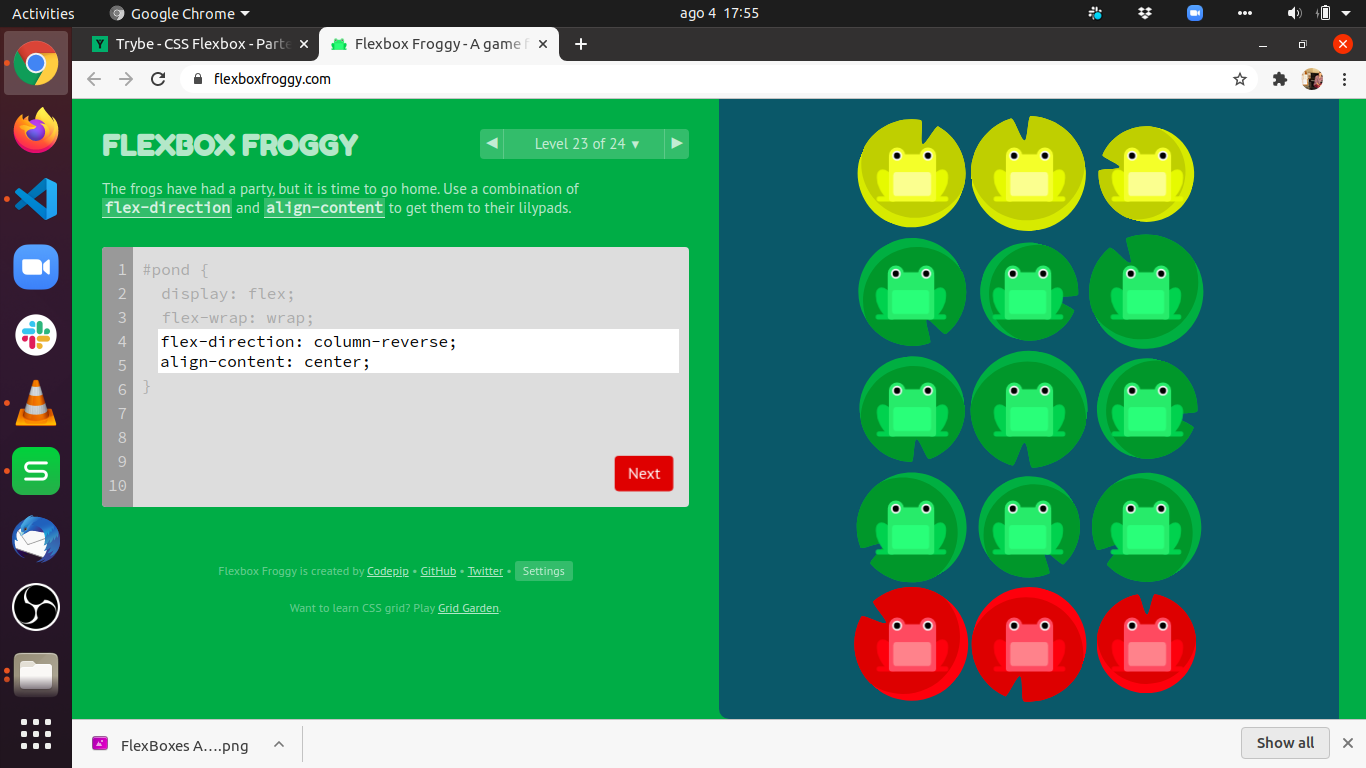 Activities Google Chrome ago 4 17:55
Trybe - CSS Flexbox - Parte Flexbox Froggy - A game f
flexboxfroggy.com
FLEXBOX FROGGY
Level 23 of 24 ▼
The frogs have had a party, but it is time to go home. Use a combination of
flex-direction and align-content to get them to their lilypads.
1 #pond {
2 display: flex;
3 flex-wrap: wrap;
4 flex-direction: column-reverse;
5 align-content: center;
6 }
7
8
9
10
Next
Flexbox Froggy is created by Codepip • GitHub • Twitter • Settings
Want to learn CSS grid? Play Grid Garden.
FlexBoxes A....png
Show all